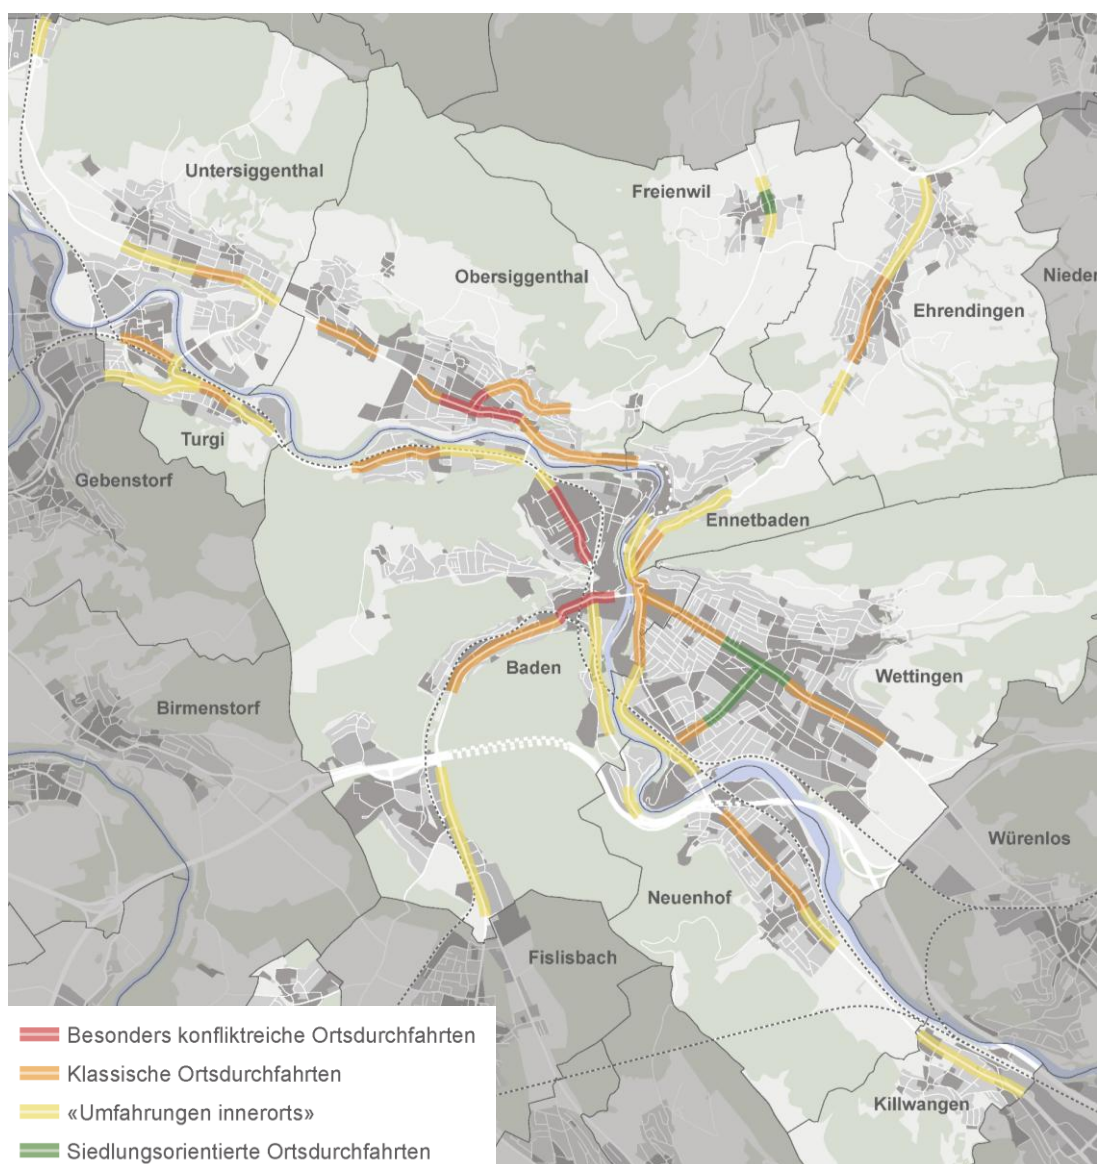 Untersiggenthal
Freienwil
Obersiggenthal
Nieder
Ehrendingen
Turgi
Gebenstorf
Ennetbaden
Baden
Wettingen
Birmenstorf
Würenlos
Neuenhof
Fislisbach
Killwangen
Besonders konfliktreiche Ortsdurchfahrten
Klassische Ortsdurchfahrten
«Umfahrungen innerorts»
Siedlungsorientierte Ortsdurchfahrten